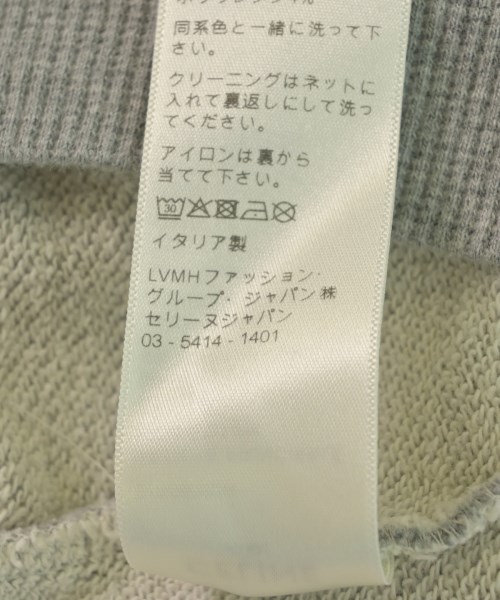 同系色と一緒に洗って下
さい。
クリーニングはネットに
入れて裏返しにして洗っ
てください。
アイロンは裏から
当てて下さい。
30
イタリア製
LVMHファッション・
グループ・ジャパン㈱
セリーヌジャパン
03 - 5414 - 1401